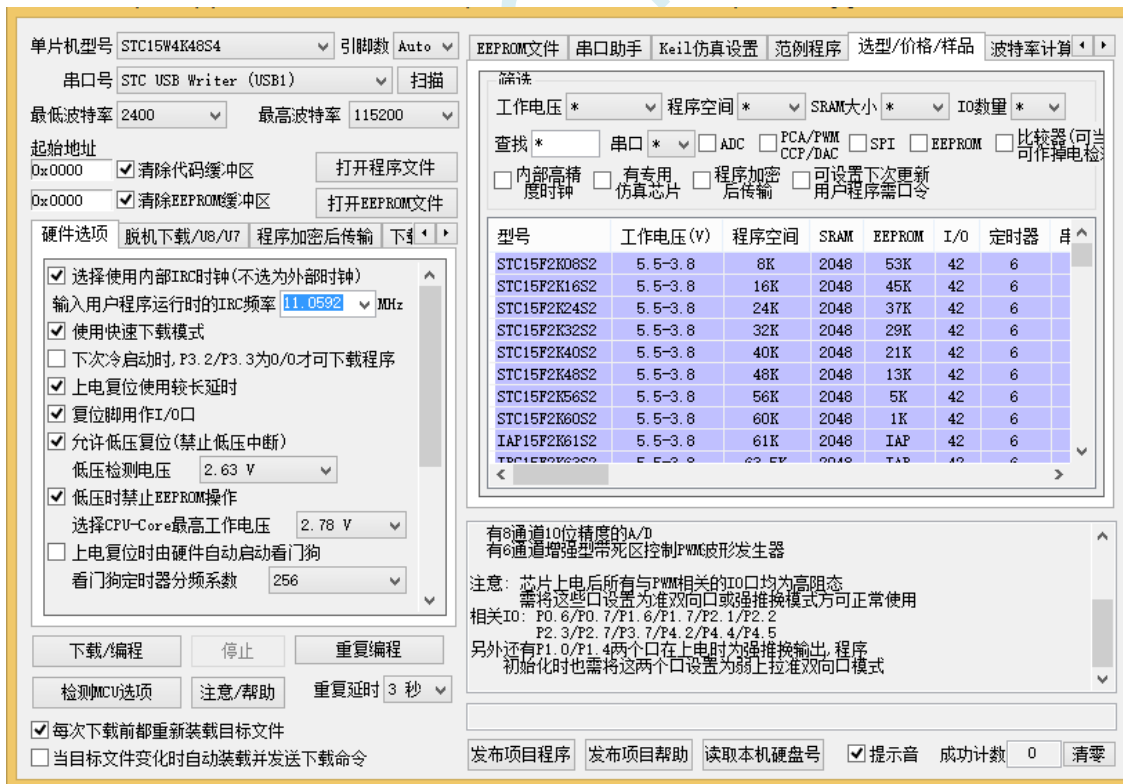 单片机型号 STC15W4K48S4 引脚数 Auto
串口号 STC USB Writer (USB1) 扫描
最低波特率 2400 最高波特率 115200
起始地址
0x0000 清除代码缓冲区 打开程序文件
0x0000 清除EEPROM缓冲区 打开EEPROM文件
硬件选项 脱机下载/U8/U7 程序加密后传输
选择使用内部IRC时钟(不选为外部时钟)
输入用户程序运行时的IRC频率 11.0592 MHz
使用快速下载模式
下次冷启动时,P3.2/P3.3为0/0才可下载程序
上电复位使用较长延时
复位脚用作I/O口
允许低压复位(禁止低压中断)
低压检测电压 2.63 V
低压时禁止EEPROM操作
选择CPU-Core最高工作电压 2.78 V
上电复位时由硬件自动启动看门狗
看门狗定时器分频系数 256
下载/编程 停止 重复编程
检测MCU选项 注意/帮助 重复延时 3 秒
每次下载前都重新装载目标文件
当目标文件变化时自动装载并发送下载命令
EEPROM文件 串口助手 Keil仿真设置 范例程序 选型/价格/样品 波特率计算
筛选
工作电压 * 程序空间 * SRAM大小 * IO数量 *
查找 * 串口 * ADC PCA/PWM CCP/DAC SPI EEPROM 比较器(可当 可作掉电检
内部高精度时钟 有专用仿真芯片 程序加密后传输 可设置下次更新用户程序需口令
型号 工作电压(V) 程序空间 SRAM EEPROM I/O 定时器 串
STC15F2K08S2 5.5-3.8 8K 2048 53K 42 6
STC15F2K16S2 5.5-3.8 16K 2048 45K 42 6
STC15F2K24S2 5.5-3.8 24K 2048 37K 42 6
STC15F2K32S2 5.5-3.8 32K 2048 29K 42 6
STC15F2K40S2 5.5-3.8 40K 2048 21K 42 6
STC15F2K48S2 5.5-3.8 48K 2048 13K 42 6
STC15F2K56S2 5.5-3.8 56K 2048 5K 42 6
STC15F2K60S2 5.5-3.8 60K 2048 1K 42 6
IAP15F2K61S2 5.5-3.8 61K 2048 IAP 42 6
有8通道10位精度的A/D
有6通道增强型带死区控制PWM波形发生器
注意: 芯片上电后所有与PWM相关的IO口均为高阻态
需将这些口设置为准双向口或强推挽模式方可正常使用
相关IO: P0.6/P0.7/P1.6/P1.7/P2.1/P2.2
P2.3/P2.7/P3.7/P4.2/P4.4/P4.5
另外还有P1.0/P1.4两个口在上电时为强推挽输出,程序
初始化时也需将这两个口设置为弱上拉准双向口模式
发布项目程序 发布项目帮助 读取本机硬盘号 提示音 成功计数 0 清零